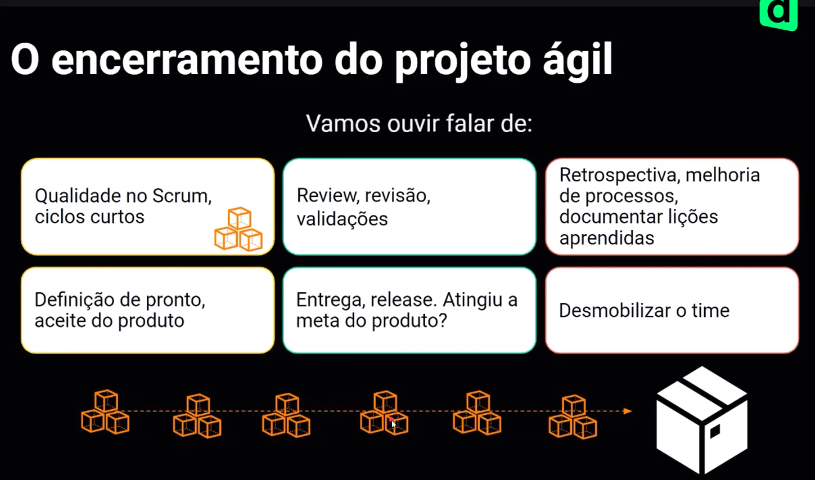 d
O encerramento do projeto ágil
Vamos ouvir falar de:
Qualidade no Scrum,
ciclos curtos
Review, revisão,
validações
Retrospectiva, melhoria
de processos,
documentar lições
aprendidas
Definição de pronto,
aceite do produto
Entrega, release. Atingiu a
meta do produto?
Desmobilizar o time